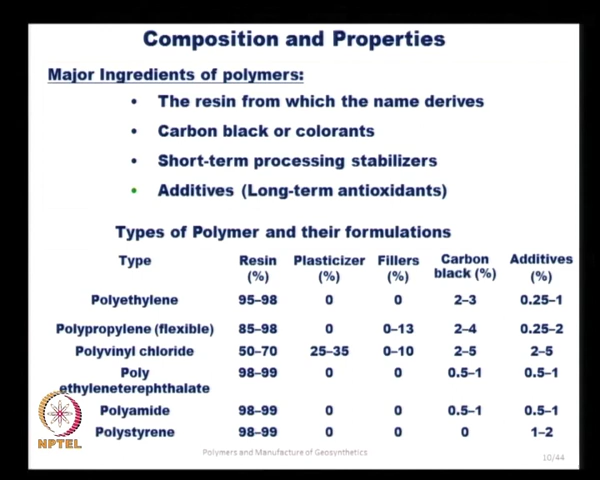 Composition and Properties
Major Ingredients of polymers:
• The resin from which the name derives
• Carbon black or colorants
• Short-term processing stabilizers
• Additives (Long-term antioxidants)
Types of Polymer and their formulations
Type Resin (%) Plasticizer (%) Fillers (%) Carbon black (%) Additives (%)
Polyethylene 95–98 0 0 2–3 0.25–1
Polypropylene (flexible) 85–98 0 0–13 2–4 0.25–2
Polyvinyl chloride 50–70 25–35 0–10 2–5 2–5
Poly ethyleneterephthalate 98–99 0 0 0.5–1 0.5–1
Polyamide 98–99 0 0 0.5–1 0.5–1
Polystyrene 98–99 0 0 0 1–2
NPTEL
Polymers and Manufacture of Geosynthetics
10/44